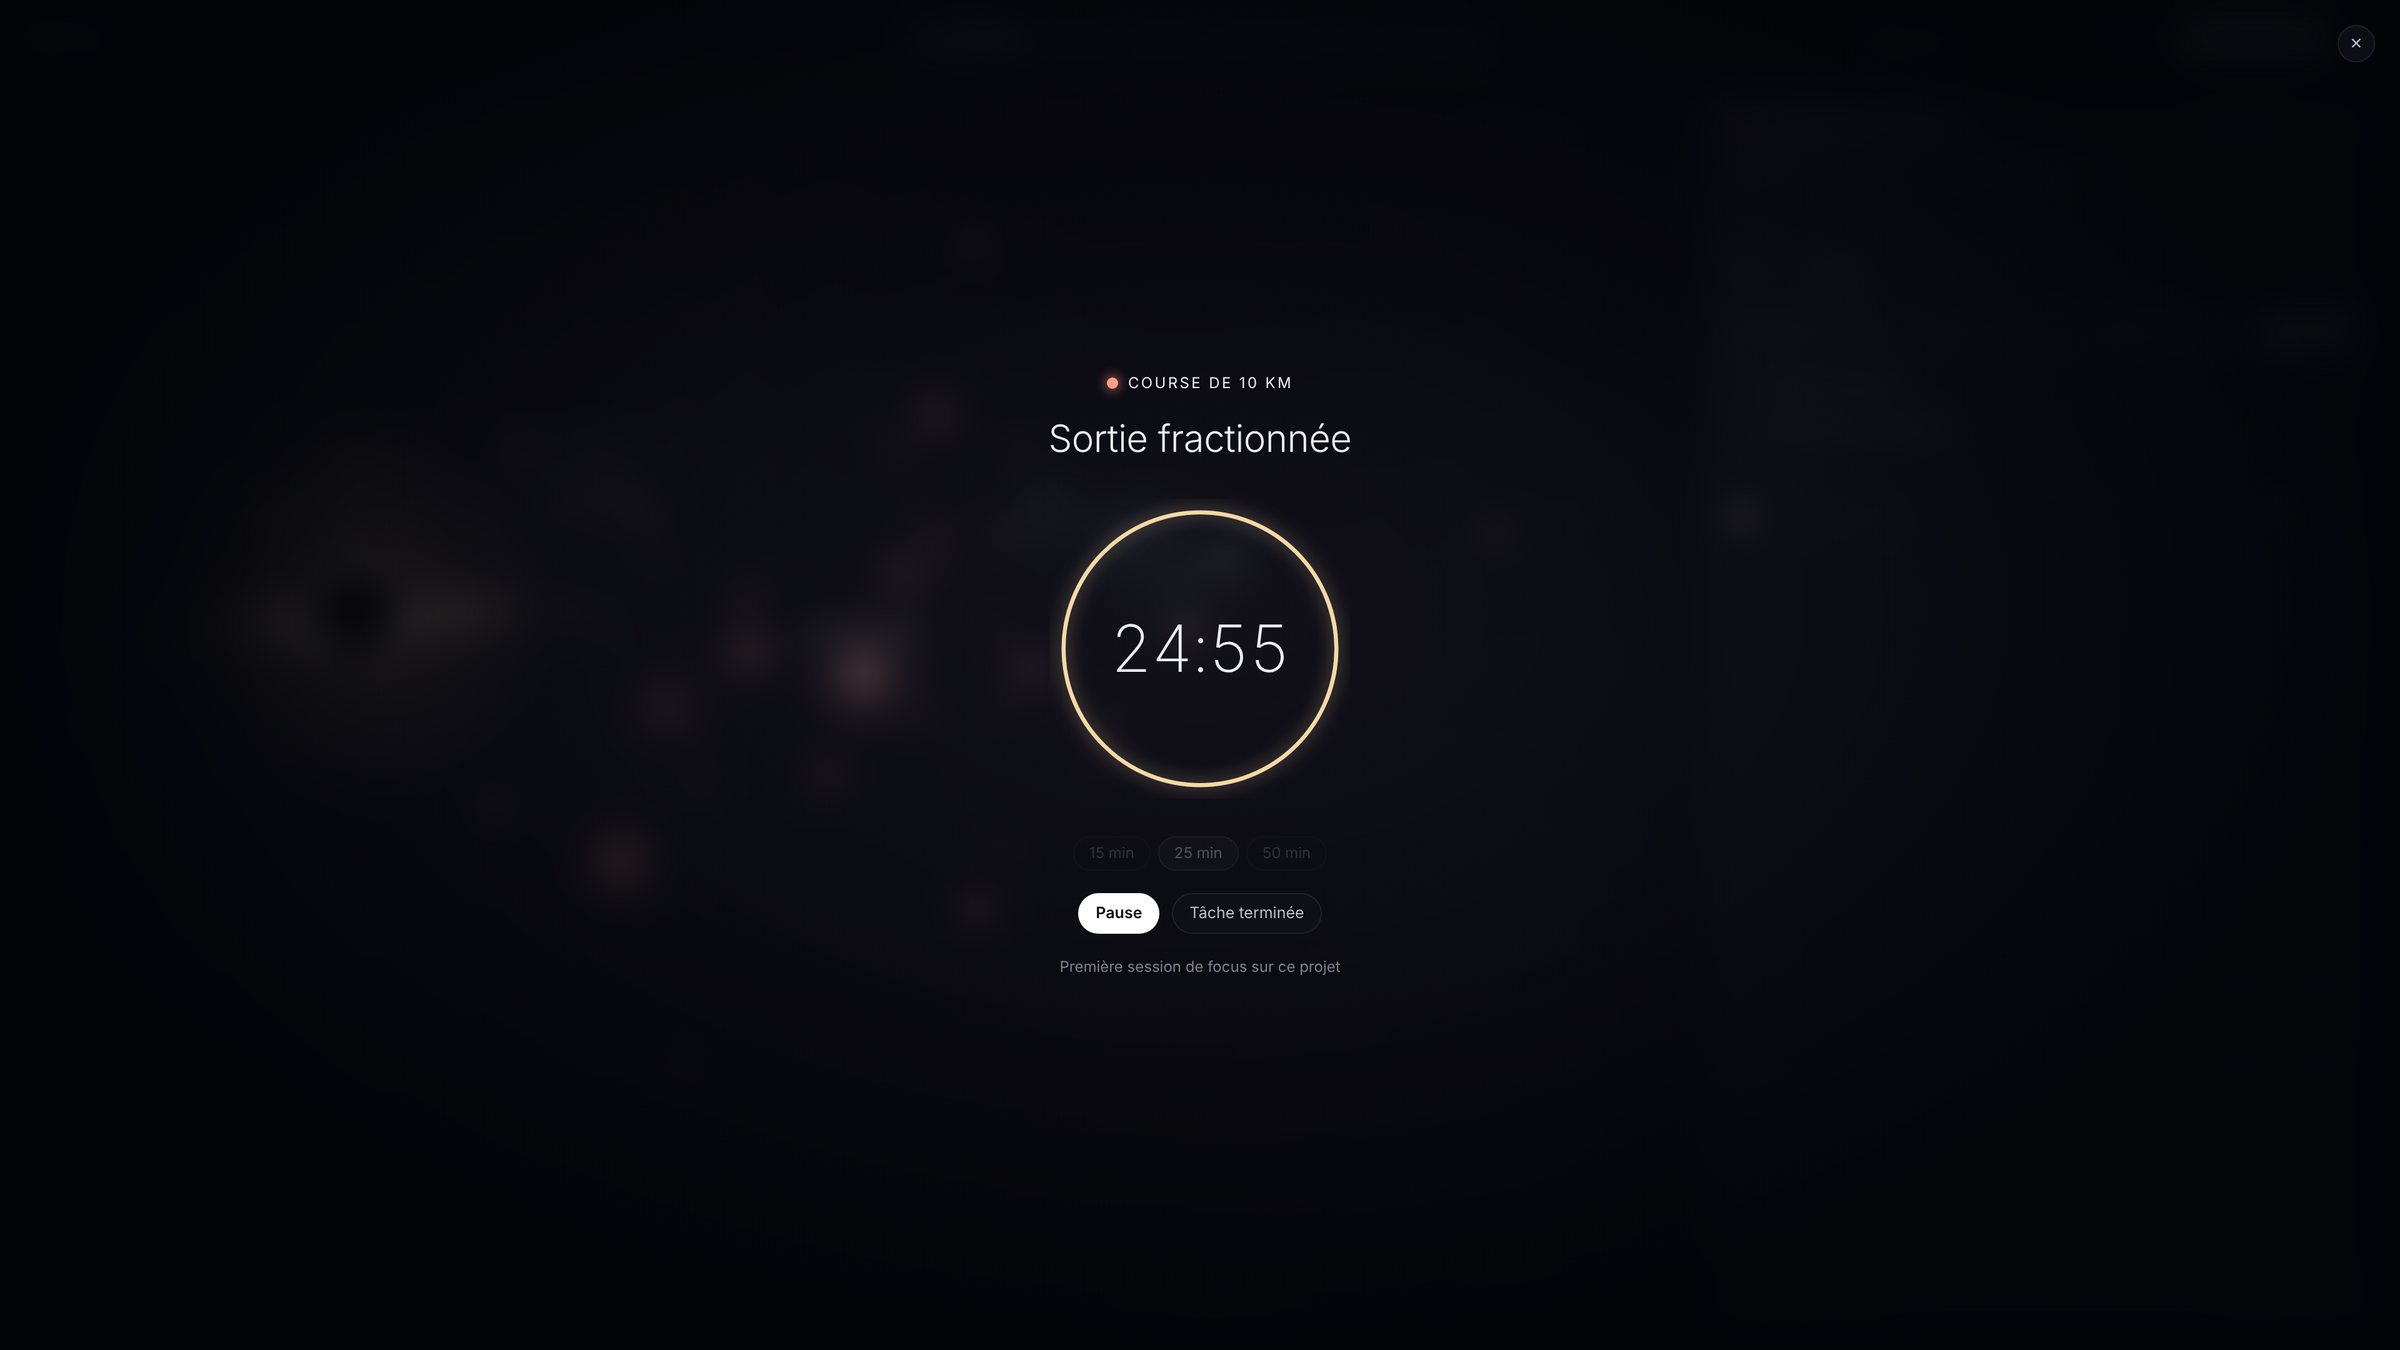 COURSE DE 10 KM
Sortie fractionnée
24:55
15 min 25 min 50 min
Pause Tâche terminée
Première session de focus sur ce projet